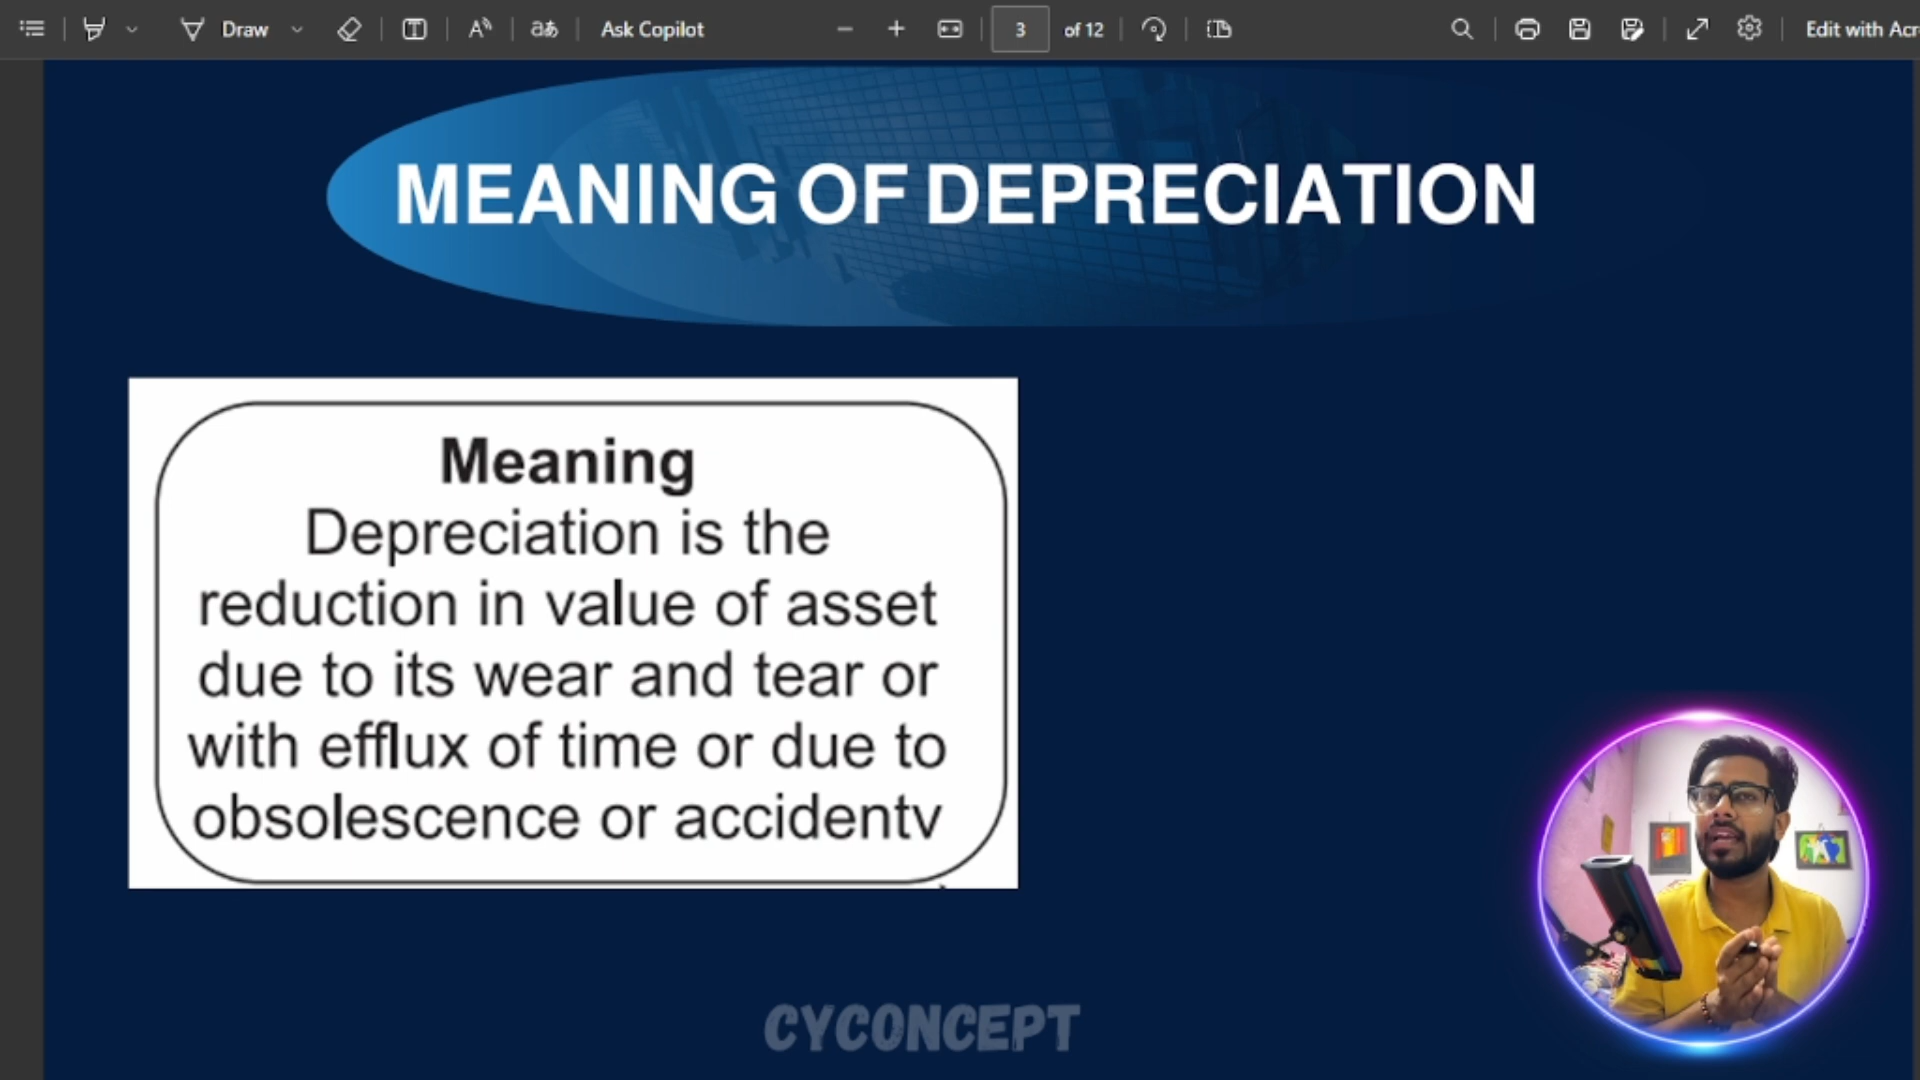 Draw
Ask Copilot
3 of 12
Edit with Acr
MEANING OF DEPRECIATION
Meaning
Depreciation is the
reduction in value of asset
due to its wear and tear or
with efflux of time or due to
obsolescence or accidentv
CYCONCEPT